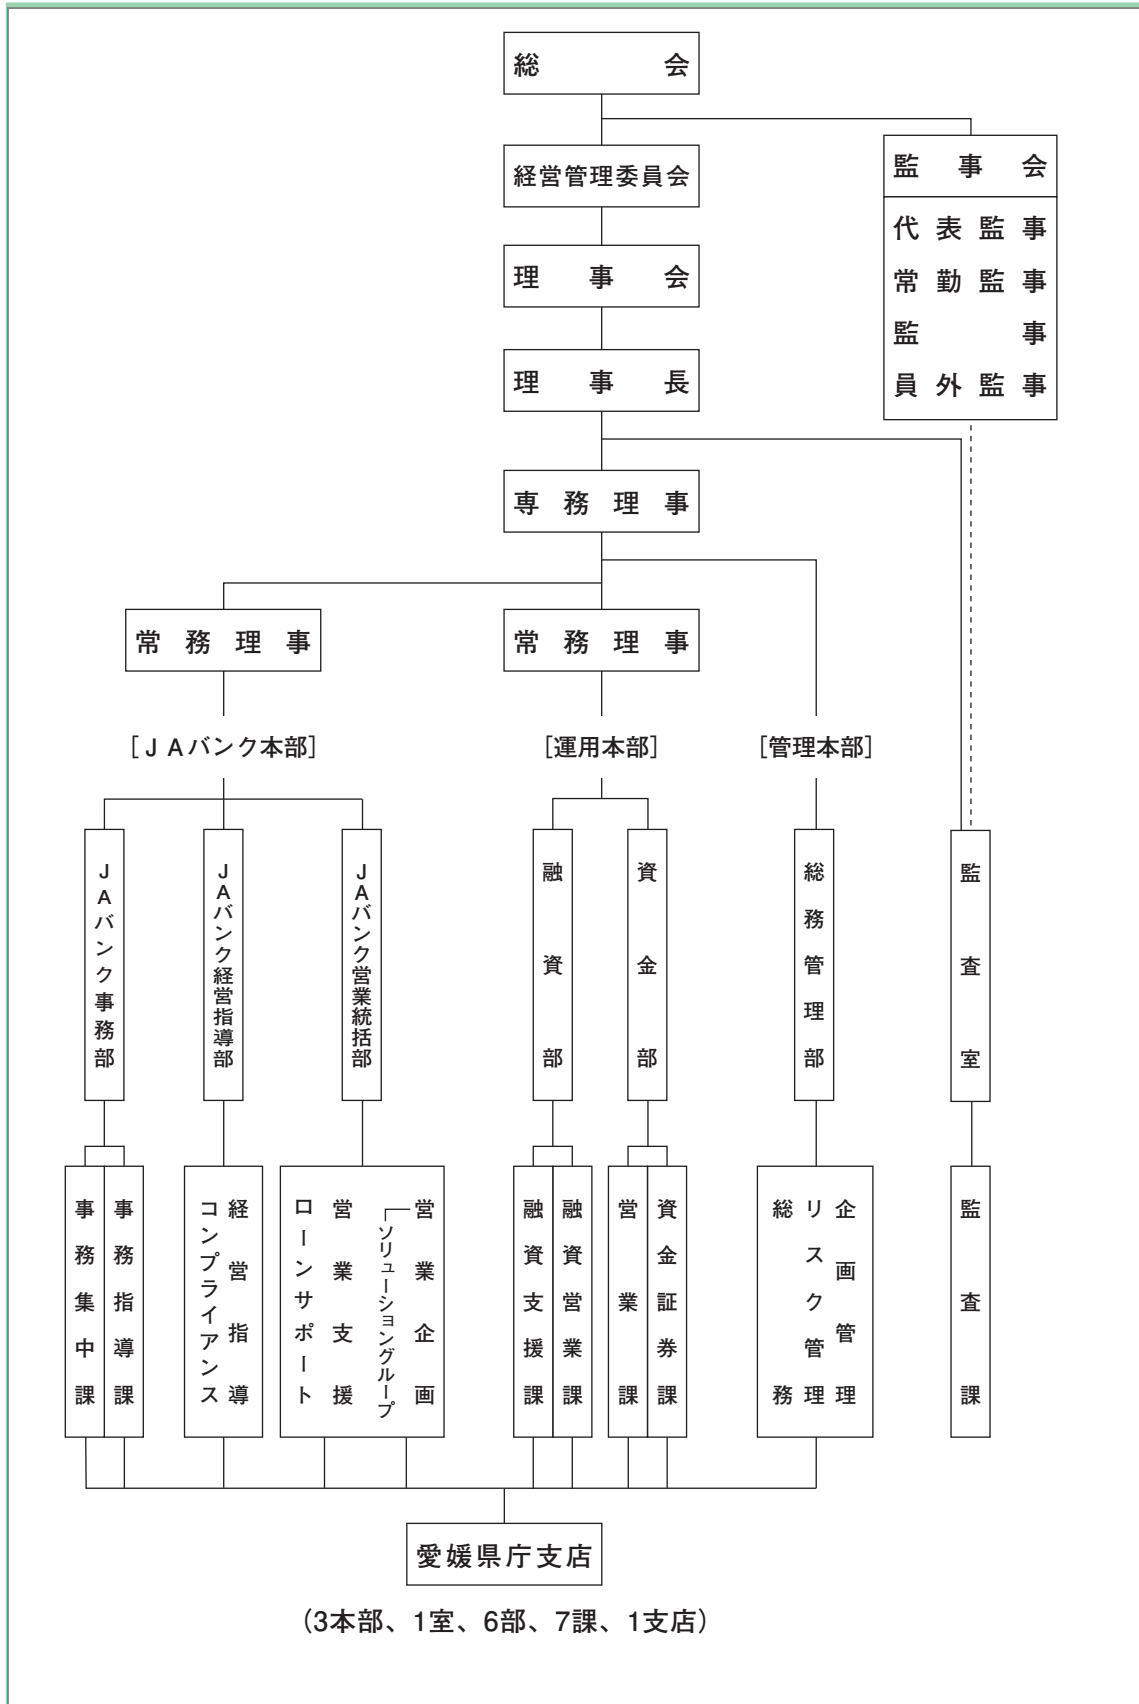 総会
経営管理委員会
監事会
代表監事
常勤監事
監事
員外監事
理事会
理事長
専務理事
常務理事
常務理事
[ＪＡバンク本部]
[運用本部]
[管理本部]
ＪＡバンク事務部
ＪＡバンク経営指導部
ＪＡバンク営業統括部
融資部
資金部
総務管理部
監査室
事務集中課
事務指導課
経営指導
コンプライアンス
営業企画
ソリューショングループ
営業支援
ローンサポート
融資支援課
融資営業課
営業課
資金証券課
企画管理
リスク管理
総務
監査課
愛媛県庁支店
（3本部、1室、6部、7課、1支店）